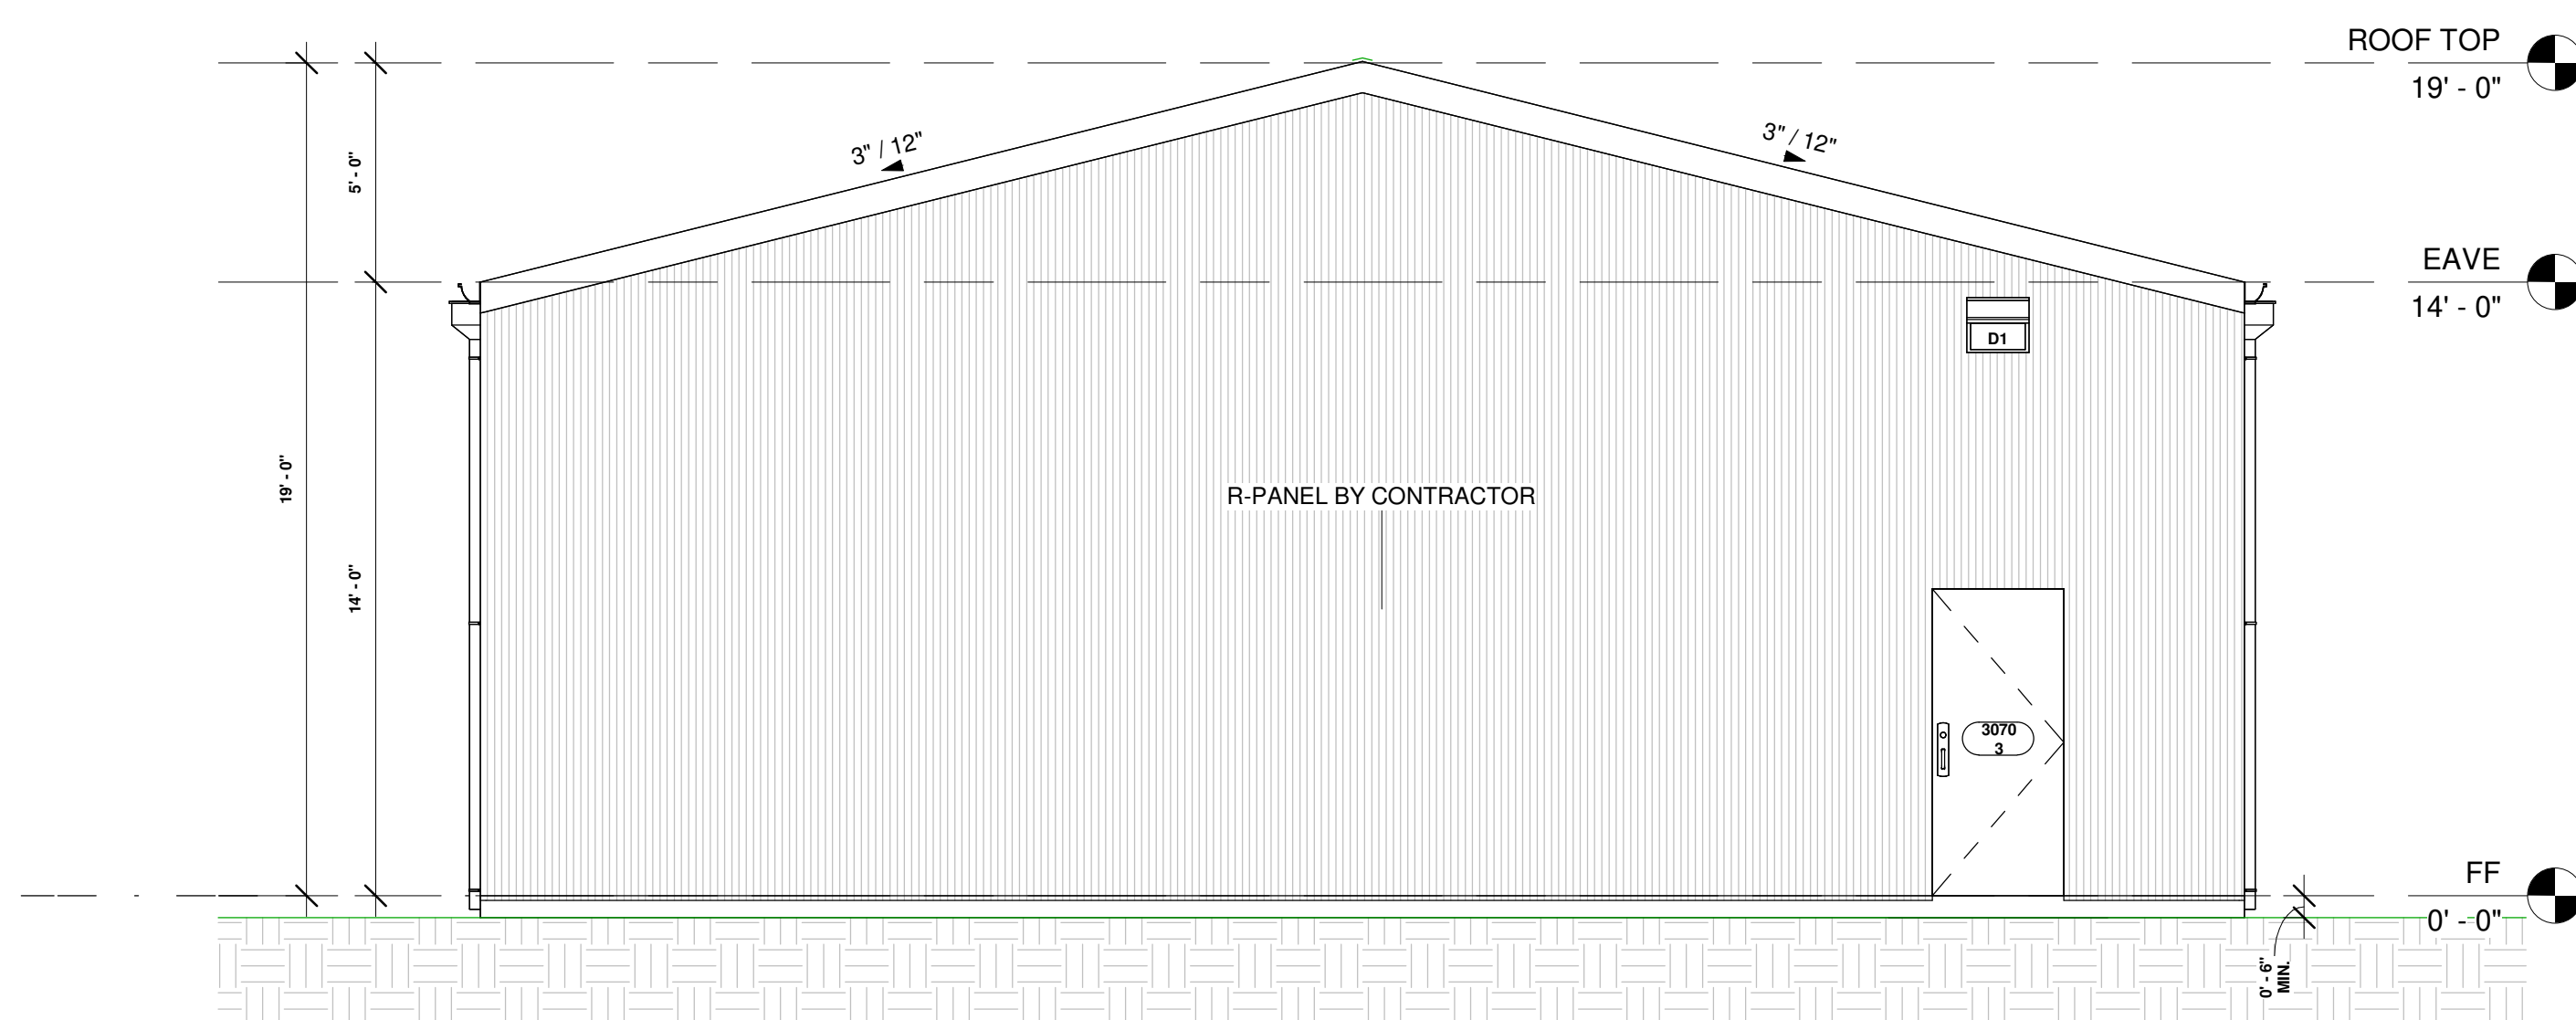 ROOF TOP
19' - 0"
3" / 12"
3" / 12"
5' - 0"
EAVE
14' - 0"
D1
19' - 0"
R-PANEL BY CONTRACTOR
14' - 0"
3070
3
FF
0' - 0"
0' - 6"
MIN.